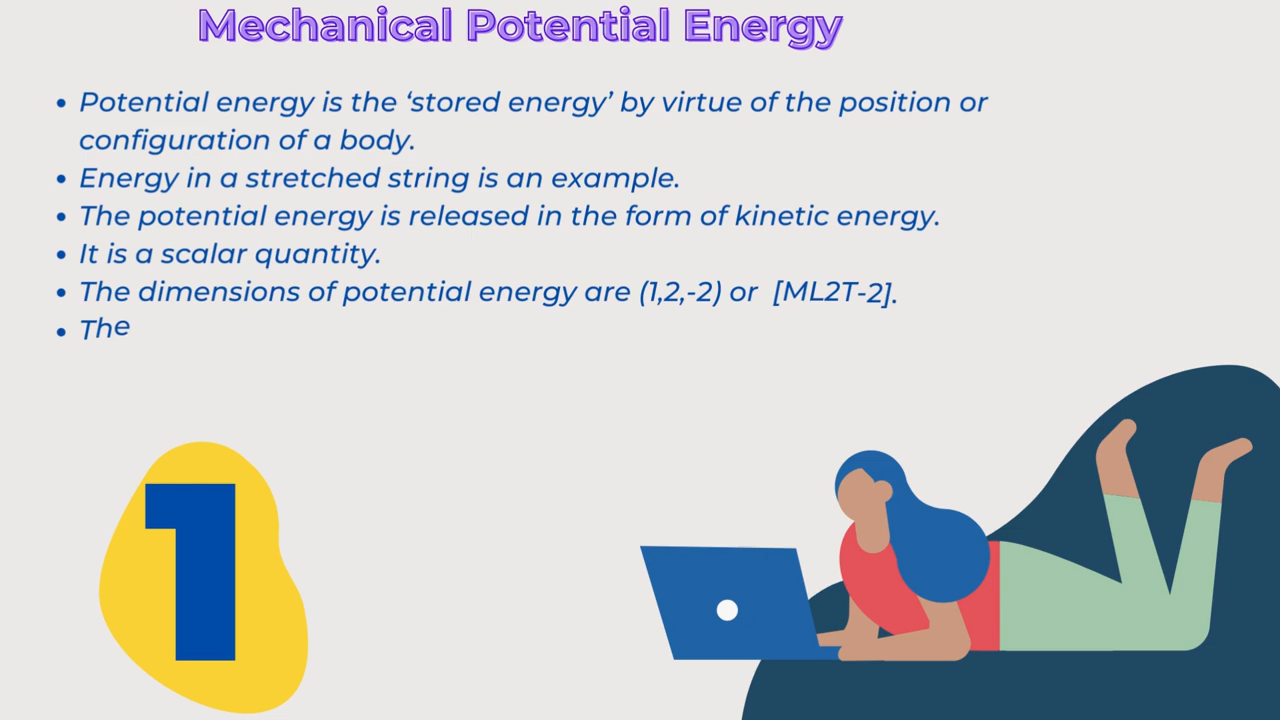 Mechanical Potential Energy
• Potential energy is the ‘stored energy’ by virtue of the position or
configuration of a body.
• Energy in a stretched string is an example.
• The potential energy is released in the form of kinetic energy.
• It is a scalar quantity.
• The dimensions of potential energy are (1,2,-2) or [ML2T-2].
• The
1